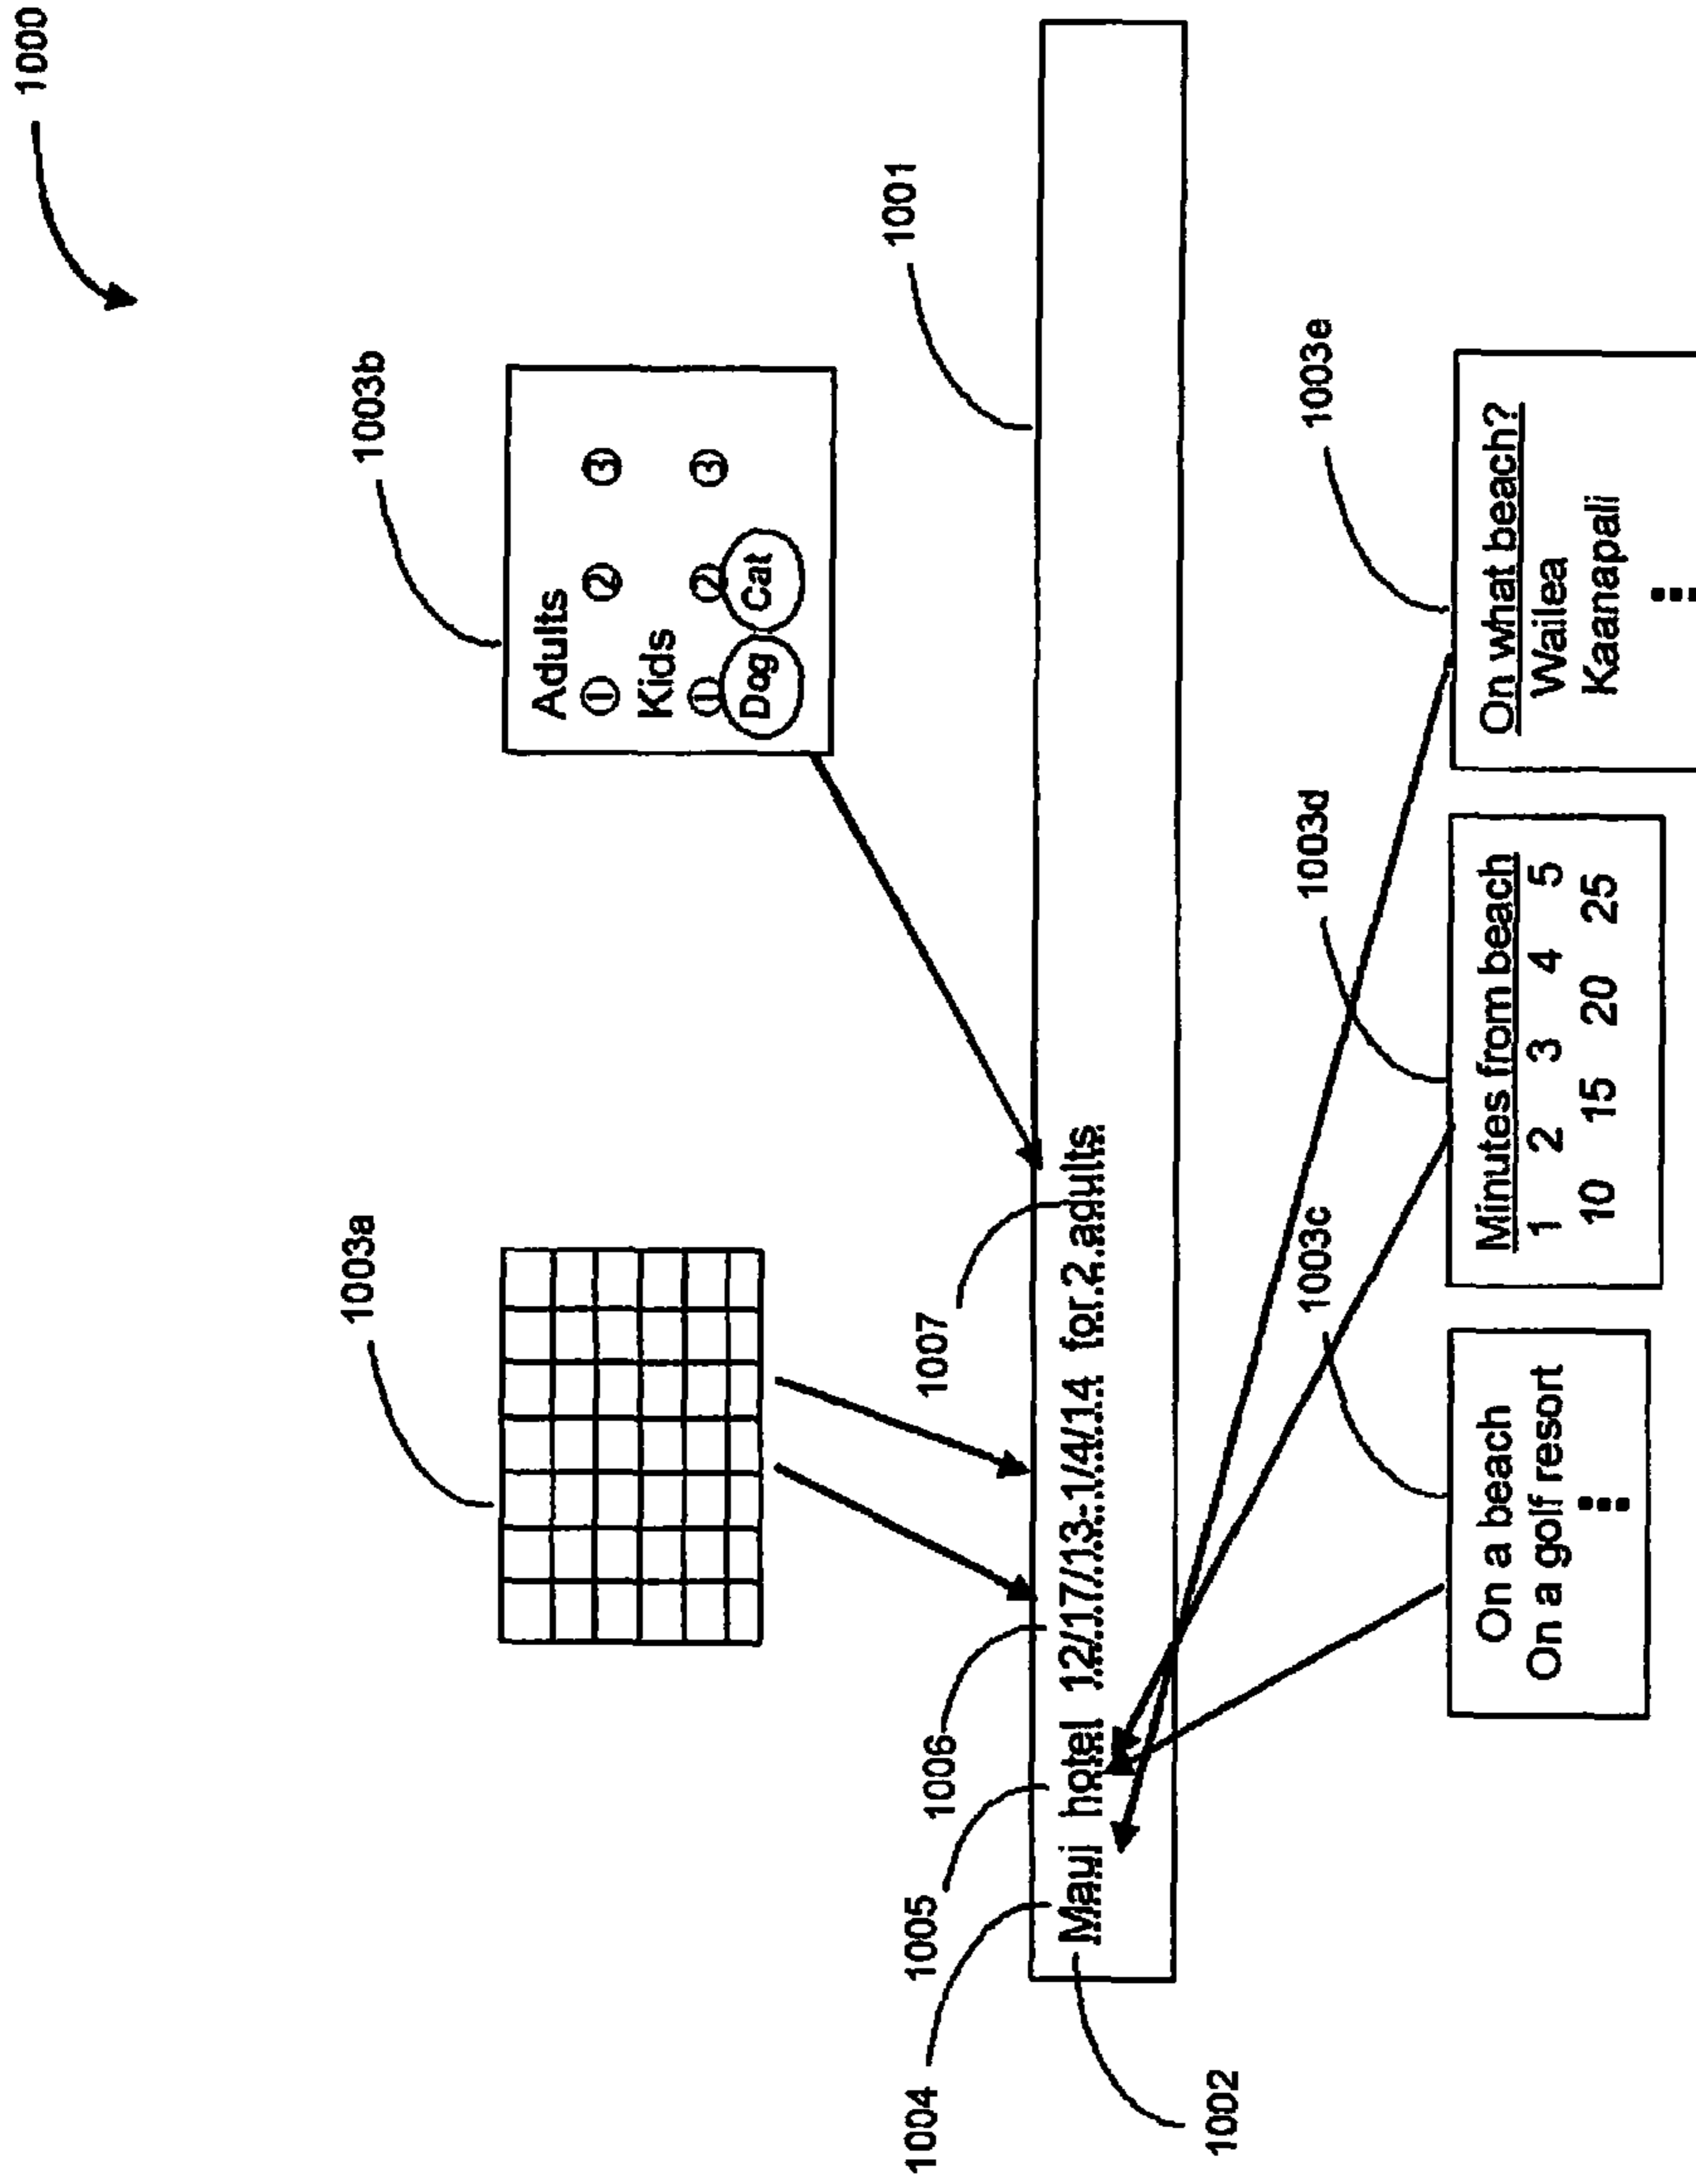 1000
1003a
1003b
Adults
1 2 3
Kids
1 2 3
Dog Cat
1001
1004
1005
1006
1007
Maui hotel 12/17/13-1/4/14 for 2 adults
1002
1003c
1003d
1003e
On a beach
On a golf resort
Minutes from beach
1 2 3 4 5
10 15 20 25
On what beach?
Wailea
Kaanapali